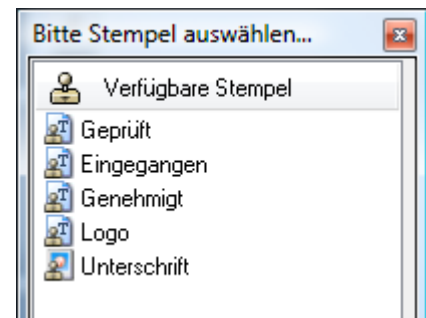 Bitte Stempel auswählen...
Verfügbare Stempel
Geprüft
Eingegangen
Genehmigt
Logo
Unterschrift